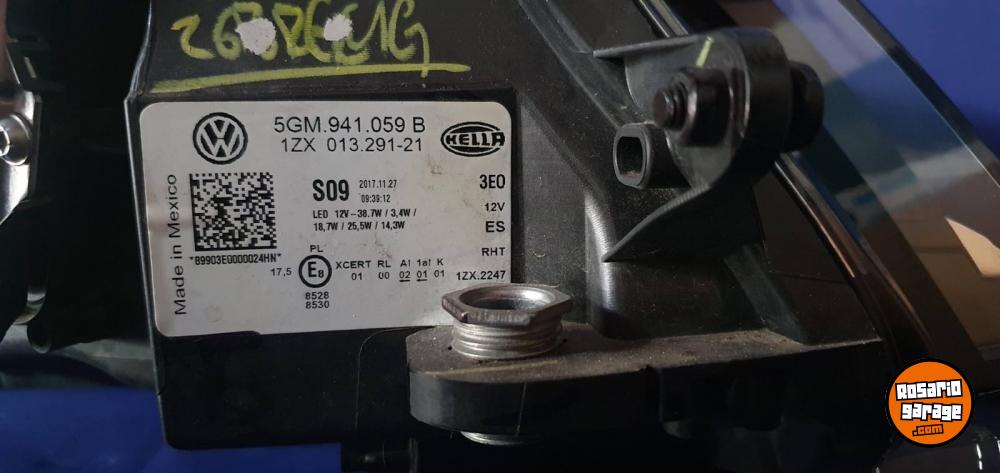 5GM.941.059 B
1ZX 013.291-21
HELLA
Made in Mexico
S09 2017.11.27 3E0
09:39:12
LED 12V-38.7W / 3,4W / 12V
18,7W / 25,5W / 14,3W ES
*89903E0000024HN*
PL RHT
17,5 E8 XCERT RL A1 1a1 K
01 00 02 01 01 1ZX.2247
8528
8530
Rosario
garage
.com